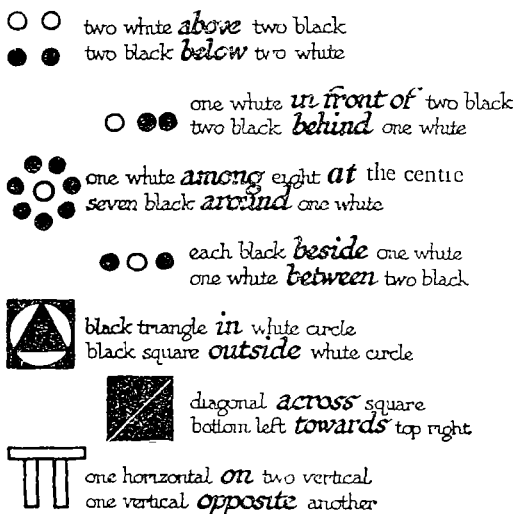 two white above two black
two black below two white
one white in front of two black
two black behind one white
one white among eight at the centre
seven black around one white
each black beside one white
one white between two black
black triangle in white circle
black square outside white circle
diagonal across square
bottom left towards top right
one horizontal on two vertical
one vertical opposite another